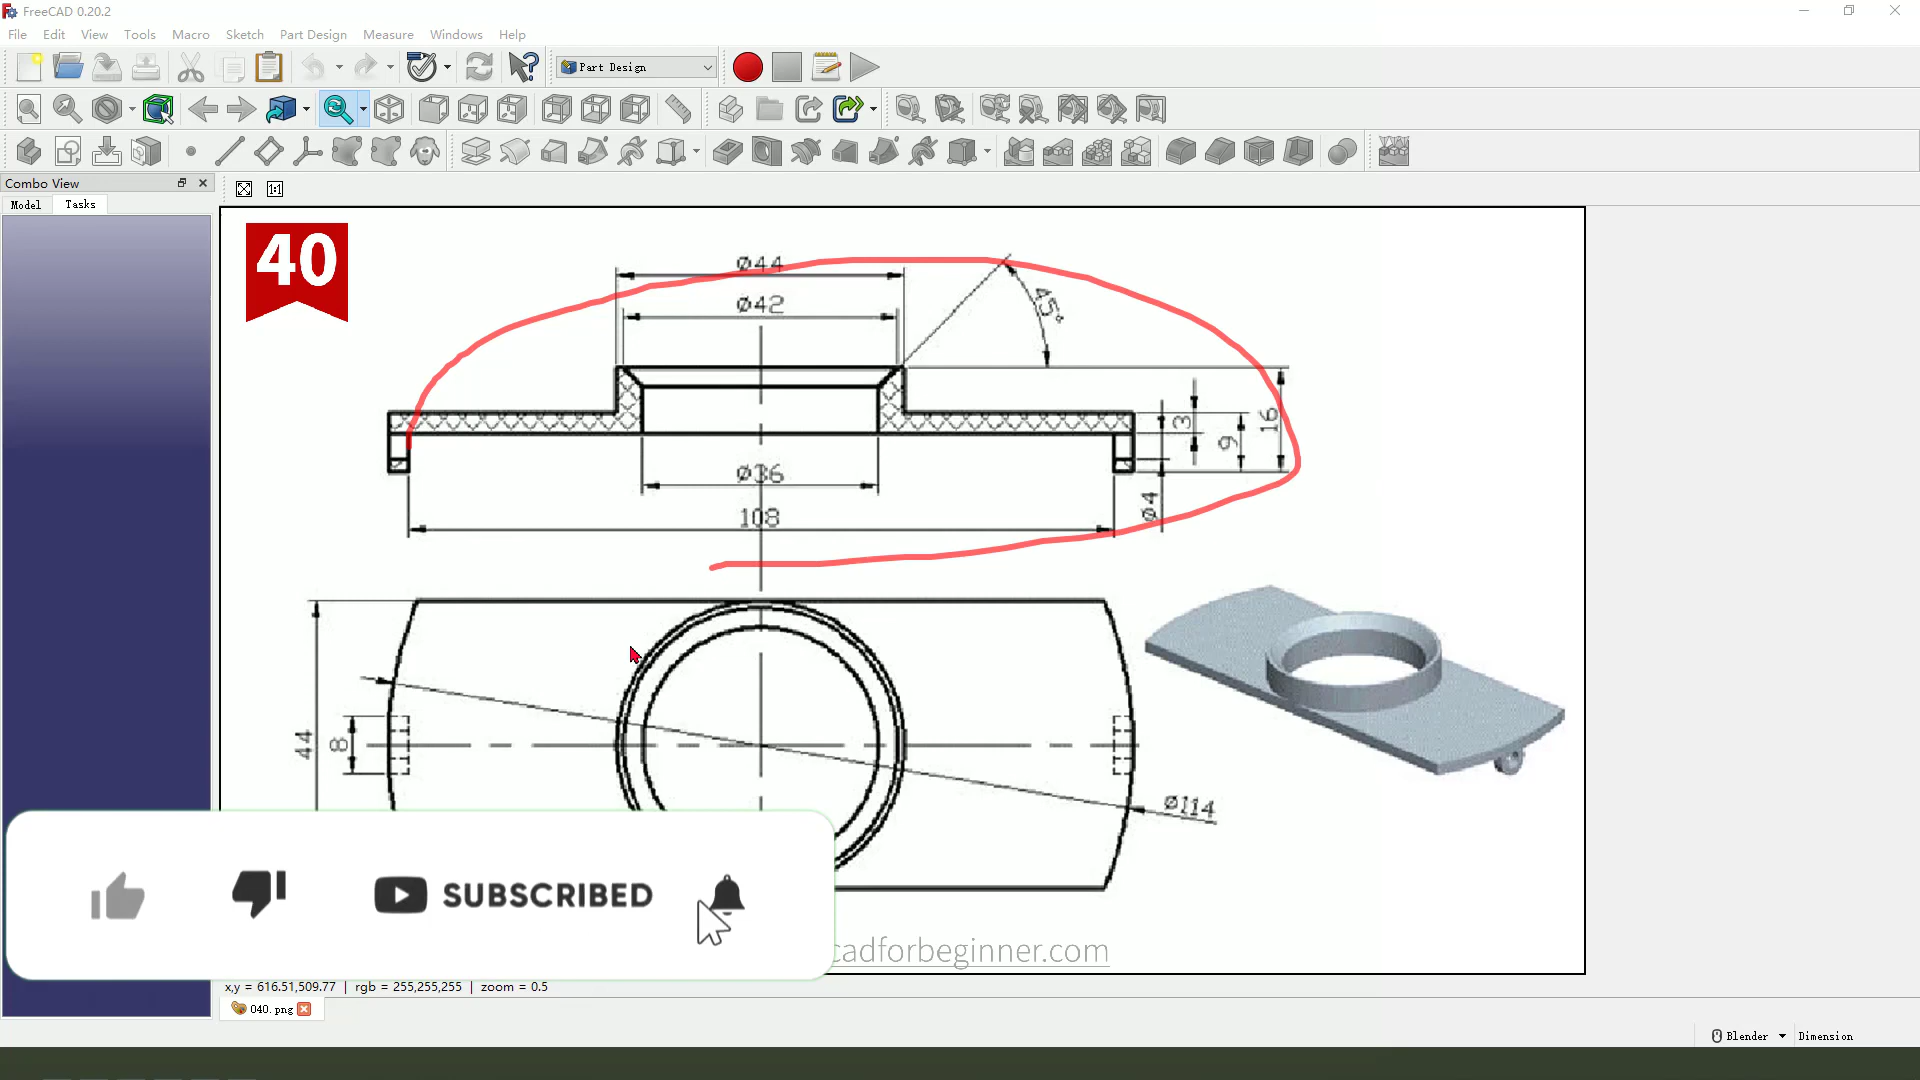 FreeCAD 0.20.2
File Edit View Tools Macro Sketch Part Design Measure Windows Help
Part Design
Combo View
1:1
Model Tasks
40
ø44
ø42
45°
3
9
16
ø36
ø4
108
44
8
ø114
SUBSCRIBED
cadforbeginner.com
x,y = 616.51,509.77 | rgb = 255,255,255 | zoom = 0.5
040.png
Blender Dimension